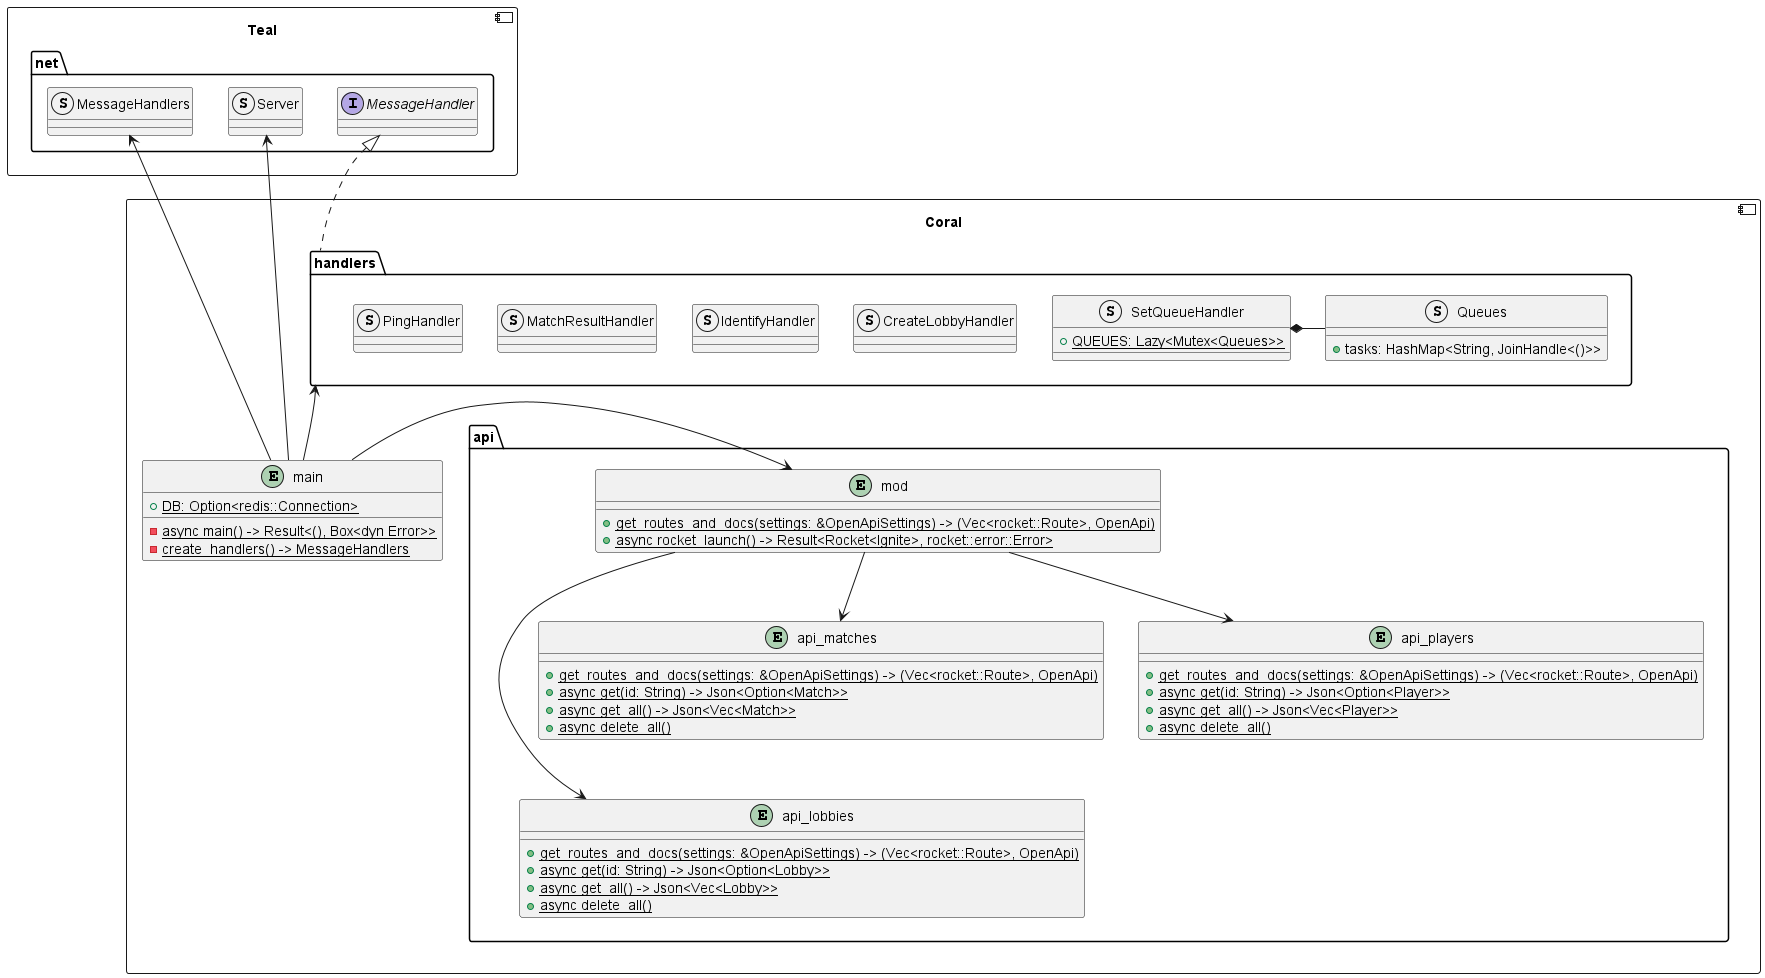 Teal
net
S MessageHandlers
S Server
I MessageHandler
Coral
handlers
S PingHandler
S MatchResultHandler
S IdentifyHandler
S CreateLobbyHandler
S SetQueueHandler
QUEUES: Lazy<Mutex<Queues>>
S Queues
tasks: HashMap<String, JoinHandle<()>>
E main
DB: Option<redis::Connection>
async main() -> Result<(), Box<dyn Error>>
create_handlers() -> MessageHandlers
api
E mod
get_routes_and_docs(settings: &OpenApiSettings) -> (Vec<rocket::Route>, OpenApi)
async rocket_launch() -> Result<Rocket<Ignite>, rocket::error::Error>
E api_matches
get_routes_and_docs(settings: &OpenApiSettings) -> (Vec<rocket::Route>, OpenApi)
async get(id: String) -> Json<Option<Match>>
async get_all() -> Json<Vec<Match>>
async delete_all()
E api_players
get_routes_and_docs(settings: &OpenApiSettings) -> (Vec<rocket::Route>, OpenApi)
async get(id: String) -> Json<Option<Player>>
async get_all() -> Json<Vec<Player>>
async delete_all()
E api_lobbies
get_routes_and_docs(settings: &OpenApiSettings) -> (Vec<rocket::Route>, OpenApi)
async get(id: String) -> Json<Option<Lobby>>
async get_all() -> Json<Vec<Lobby>>
async delete_all()